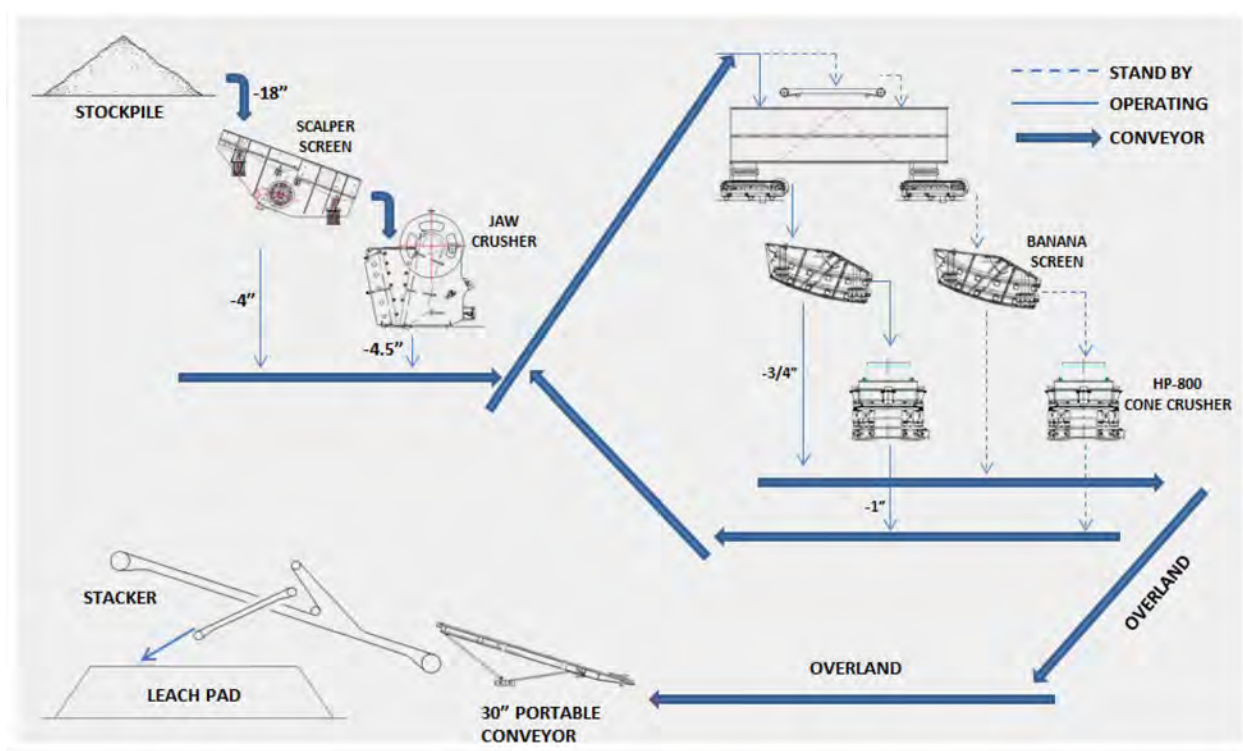 STOCKPILE
-18”
SCALPER
SCREEN
JAW
CRUSHER
-4”
-4.5”
STAND BY
OPERATING
CONVEYOR
BANANA
SCREEN
-3/4”
HP-800
CONE CRUSHER
-1”
OVERLAND
OVERLAND
STACKER
LEACH PAD
30” PORTABLE
CONVEYOR